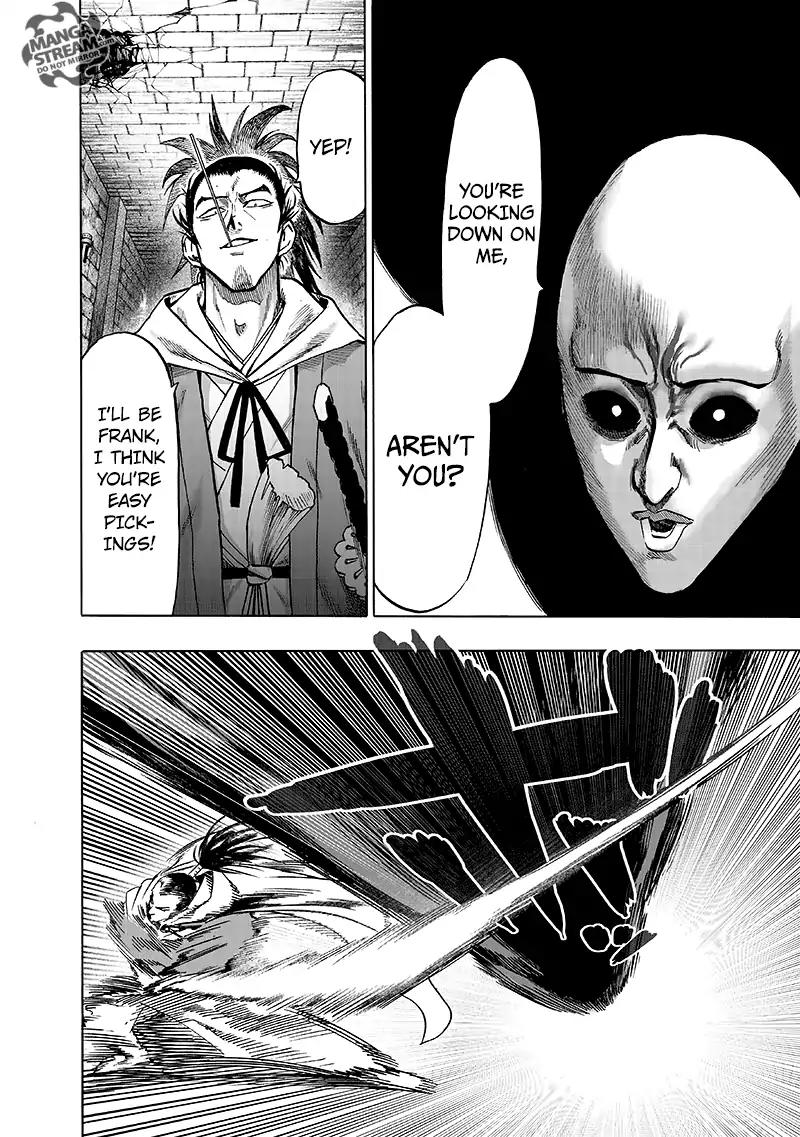 YOU'RE
LOOKING
DOWN ON
ME,
AREN'T
YOU?
YEP!
I'LL BE
FRANK,
I THINK
YOU'RE
EASY
PICK-
INGS!
MANGA
STREAM.COM
DO NOT MIRROR